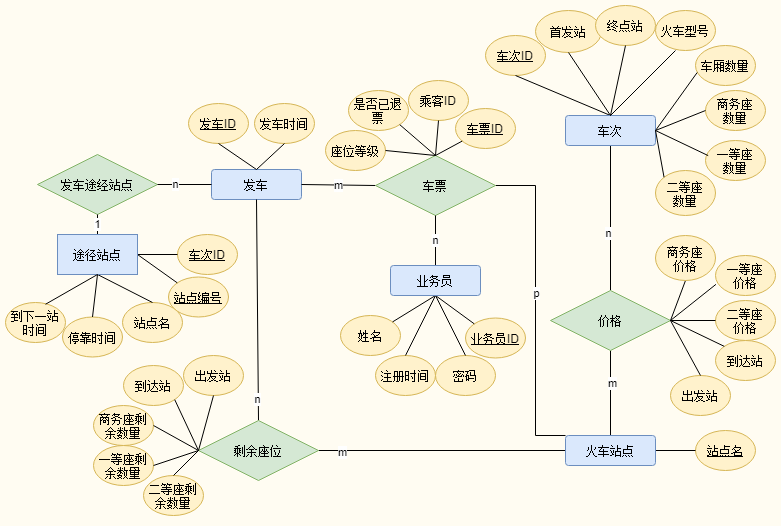 首发站
终点站
火车型号
车次ID
车厢数量
商务座
数量
车次
一等座
数量
二等座
数量
是否已退
票
乘客ID
车票ID
座位等级
发车ID
发车时间
发车途经站点
n
发车
m
车票
1
n
n
p
途径站点
车次ID
站点编号
到下一站
时间
停靠时间
站点名
业务员
姓名
注册时间
密码
业务员ID
商务座
价格
一等座
价格
二等座
价格
价格
到达站
出发站
m
到达站
出发站
商务座剩
余数量
一等座剩
余数量
二等座剩
余数量
n
剩余座位
m
火车站点
站点名